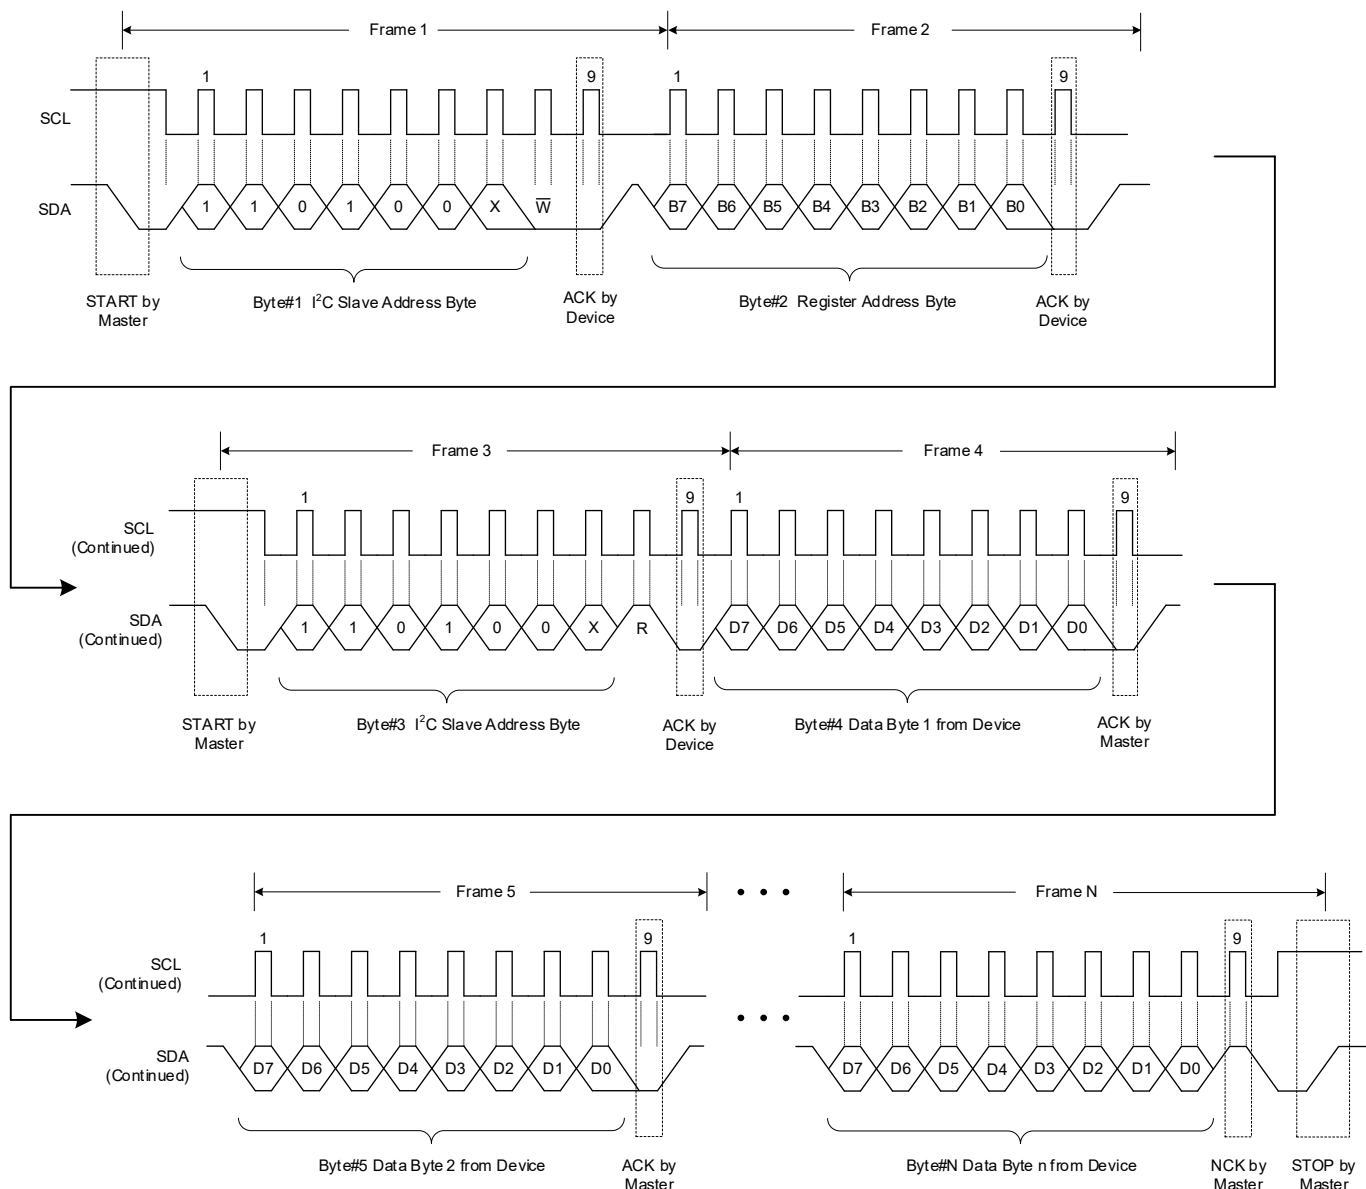 Frame 1
Frame 2
1
9
1
9
SCL
SDA
1 1 0 1 0 0 X W̅
B7 B6 B5 B4 B3 B2 B1 B0
START by Master
Byte#1 I²C Slave Address Byte
ACK by Device
Byte#2 Register Address Byte
ACK by Device
Frame 3
Frame 4
1
9
1
9
SCL
(Continued)
SDA
(Continued)
1 1 0 1 0 0 X R
D7 D6 D5 D4 D3 D2 D1 D0
START by Master
Byte#3 I²C Slave Address Byte
ACK by Device
Byte#4 Data Byte 1 from Device
ACK by Master
Frame 5
• • •
Frame N
1
9
1
9
SCL
(Continued)
• • •
SDA
(Continued)
D7 D6 D5 D4 D3 D2 D1 D0
D7 D6 D5 D4 D3 D2 D1 D0
Byte#5 Data Byte 2 from Device
ACK by Master
Byte#N Data Byte n from Device
NCK by Master
STOP by Master